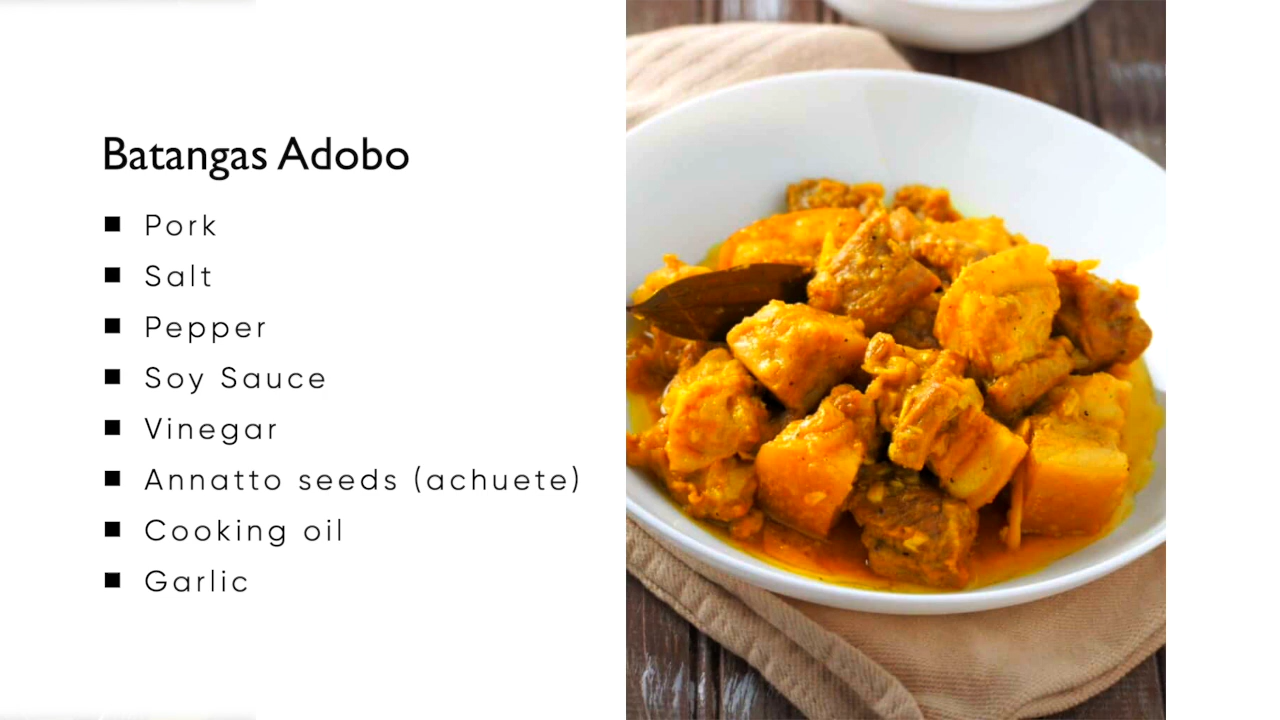 Batangas Adobo
Pork
Salt
Pepper
Soy Sauce
Vinegar
Annatto seeds (achuete)
Cooking oil
Garlic